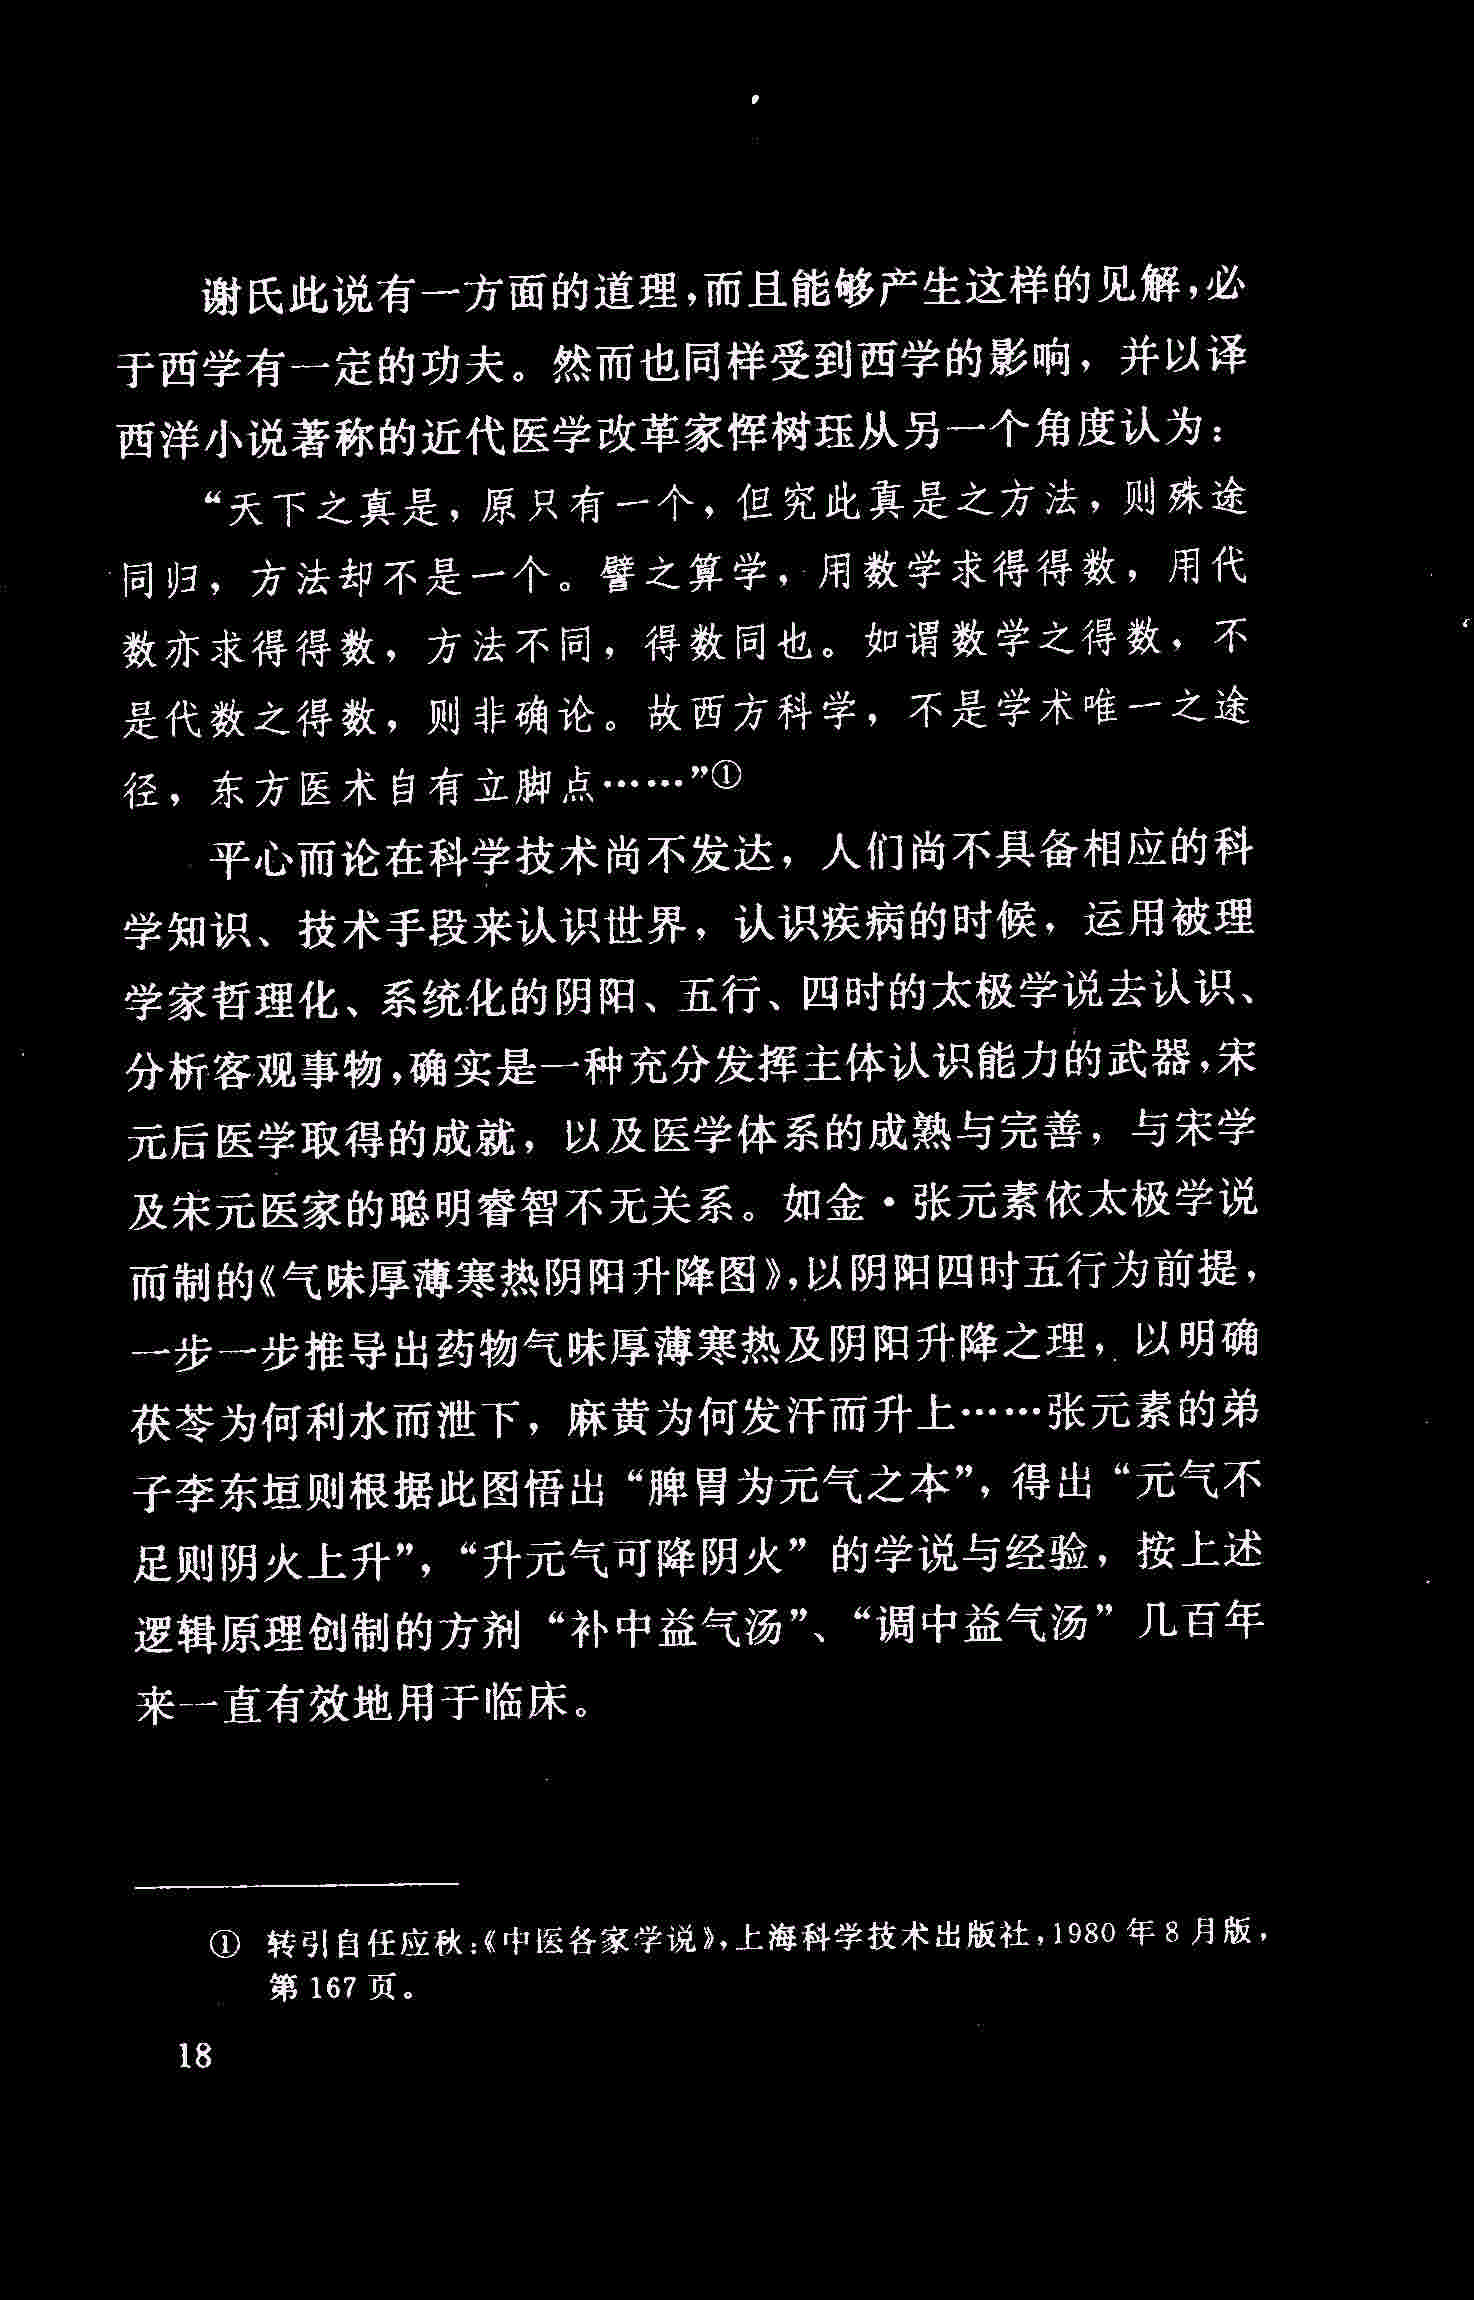 谢氏此说有一方面的道理，而且能够产生这样的见解，必
于西学有一定的功夫。然而也同样受到西学的影响，并以译
西洋小说著称的近代医学改革家恽树珏从另一个角度认为：
“天下之真是，原只有一个，但究此真是之方法，则殊途
同归，方法却不是一个。譬之算学，用数学求得得数，用代
数亦求得得数，方法不同，得数同也。如谓数学之得数，不
是代数之得数，则非确论。故西方科学，不是学术唯一之途
径，东方医术自有立脚点……”①
平心而论在科学技术尚不发达，人们尚不具备相应的科
学知识、技术手段来认识世界，认识疾病的时候，运用被理
学家哲理化、系统化的阴阳、五行、四时的太极学说去认识、
分析客观事物，确实是一种充分发挥主体认识能力的武器，宋
元后医学取得的成就，以及医学体系的成熟与完善，与宋学
及宋元医家的聪明睿智不无关系。如金·张元素依太极学说
而制的《气味厚薄寒热阴阳升降图》，以阴阳四时五行为前提，
一步一步推导出药物气味厚薄寒热及阴阳升降之理，以明确
茯苓为何利水而泄下，麻黄为何发汗而升上……张元素的弟
子李东垣则根据此图悟出“脾胃为元气之本”，得出“元气不
足则阴火上升”，“升元气可降阴火”的学说与经验，按上述
逻辑原理创制的方剂“补中益气汤”、“调中益气汤”几百年
来一直有效地用于临床。
① 转引自任应秋：《中医各家学说》，上海科学技术出版社，1980年8月版，
第167页。
18